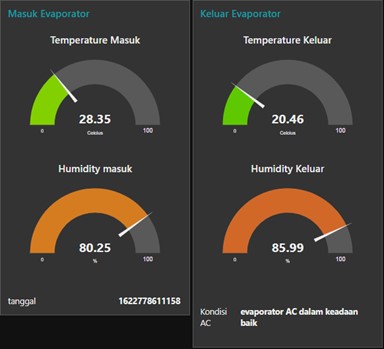 Masuk Evaporator
Temperature Masuk
28.35
Celcius
0
100
Humidity masuk
80.25
%
0
100
tanggal 1622778611158
Keluar Evaporator
Temperature Keluar
20.46
Celcius
0
100
Humidity Keluar
85.99
%
0
100
Kondisi AC
evaporator AC dalam keadaan
baik